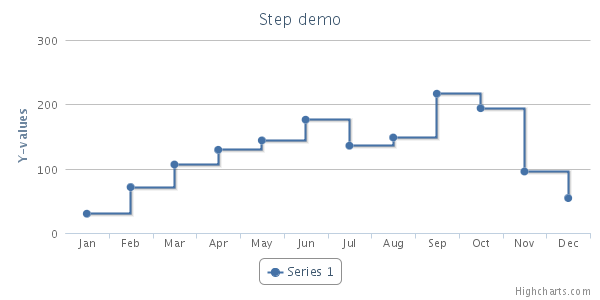 Step demo
300
200
100
0
Y-values
Jan Feb Mar Apr May Jun Jul Aug Sep Oct Nov Dec
Series 1
Highcharts.com